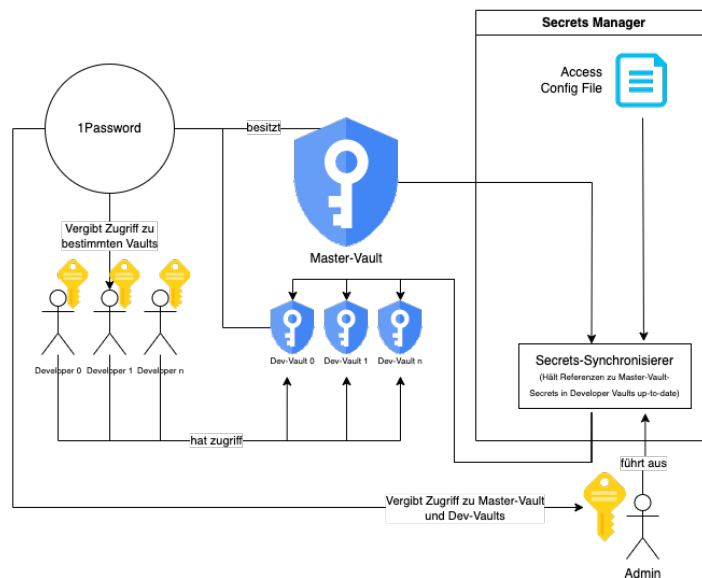 Secrets Manager
Access
Config File
1Password
besitzt
Master-Vault
Vergibt Zugriff zu
bestimmten Vaults
Developer 0
Developer 1
Developer n
Dev-Vault 0
Dev-Vault 1
Dev-Vault n
Secrets-Synchronisierer
(Hält Referenzen zu Master-Vault-
Secrets in Developer Vaults up-to-date)
hat zugriff
führt aus
Vergibt Zugriff zu Master-Vault
und Dev-Vaults
Admin